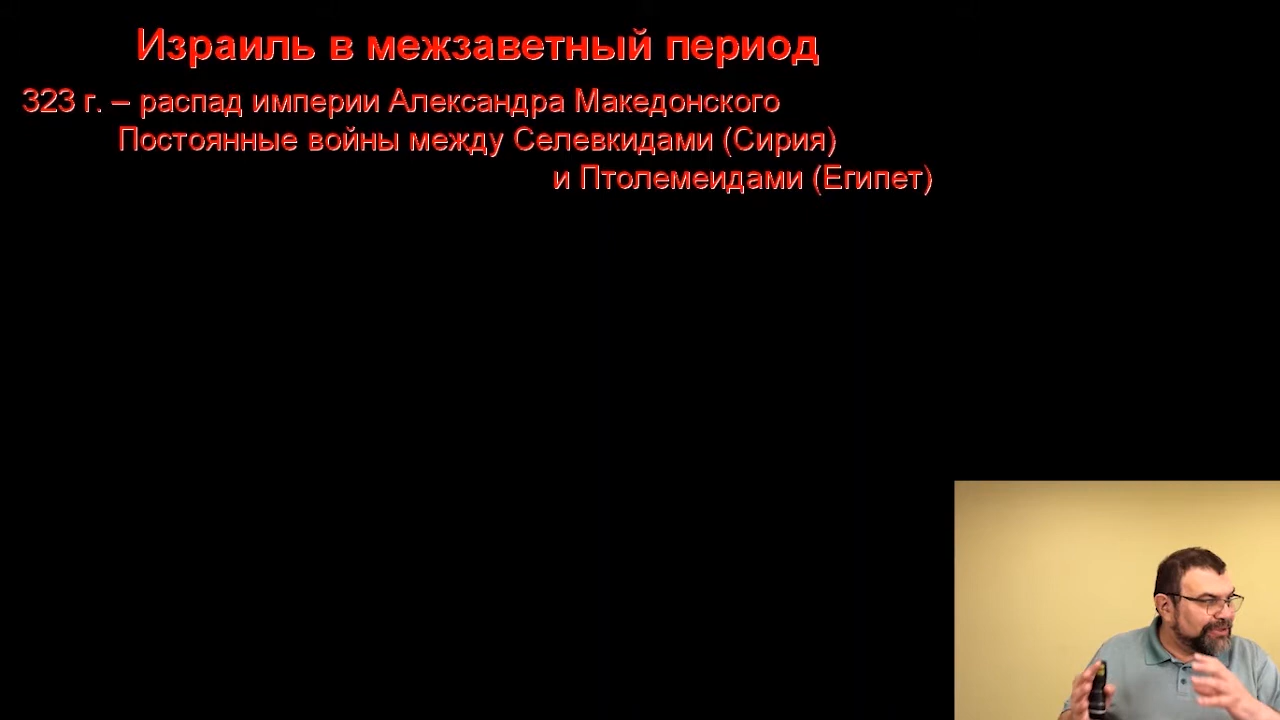 Израиль в межзаветный период
323 г. – распад империи Александра Македонского
Постоянные войны между Селевкидами (Сирия)
и Птолемеидами (Египет)